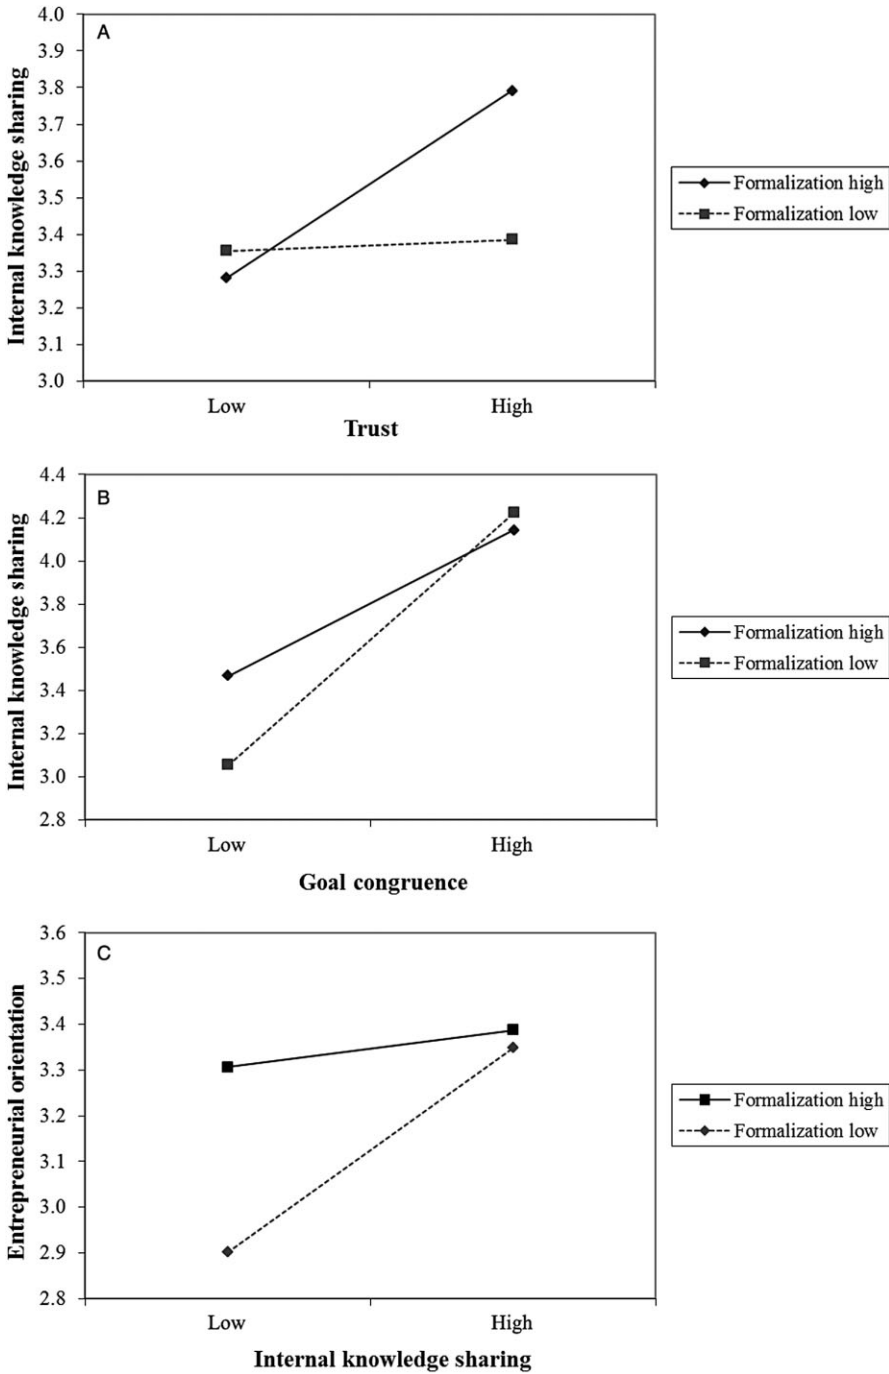 A
4.0
3.9
3.8
3.7
3.6
3.5
3.4
3.3
3.2
3.1
3.0
Internal knowledge sharing
Low
High
Trust
Formalization high
Formalization low
B
4.4
4.2
4.0
3.8
3.6
3.4
3.2
3.0
2.8
Internal knowledge sharing
Low
High
Goal congruence
Formalization high
Formalization low
C
3.6
3.5
3.4
3.3
3.2
3.1
3.0
2.9
2.8
Entrepreneurial orientation
Low
High
Internal knowledge sharing
Formalization high
Formalization low